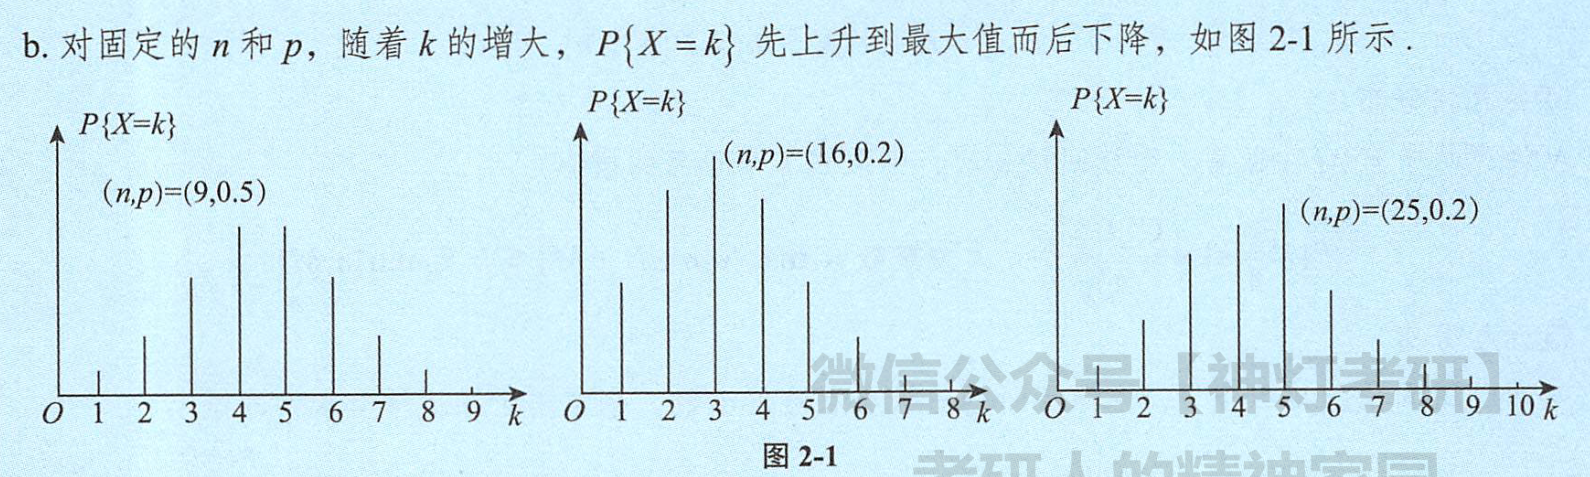 b. 对固定的 n 和 p，随着 k 的增大，P{X=k} 先上升到最大值而后下降，如图 2-1 所示．
P{X=k}
(n,p)=(9,0.5)
O 1 2 3 4 5 6 7 8 9 k
P{X=k}
(n,p)=(16,0.2)
O 1 2 3 4 5 6 7 8 k
P{X=k}
(n,p)=(25,0.2)
O 1 2 3 4 5 6 7 8 9 10 k
微信公众号【神灯考研】
图 2-1
考研人的精神家园